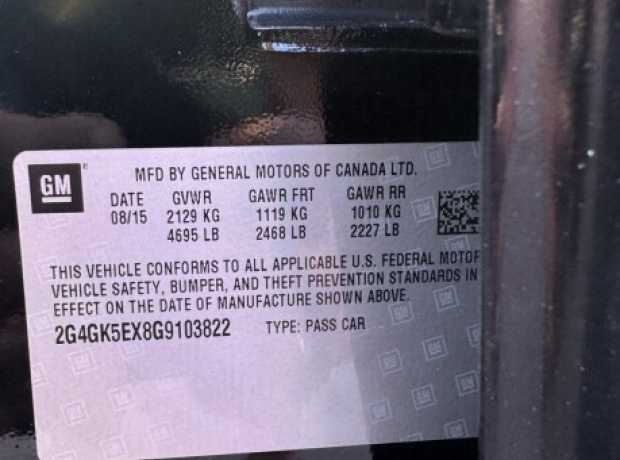 GM ®
MFD BY GENERAL MOTORS OF CANADA LTD.
DATE GVWR GAWR FRT GAWR RR
08/15 2129 KG 1119 KG 1010 KG
4695 LB 2468 LB 2227 LB
THIS VEHICLE CONFORMS TO ALL APPLICABLE U.S. FEDERAL MOTOR
VEHICLE SAFETY, BUMPER, AND THEFT PREVENTION STANDARDS IN
EFFECT ON THE DATE OF MANUFACTURE SHOWN ABOVE.
2G4GK5EX8G9103822 TYPE: PASS CAR